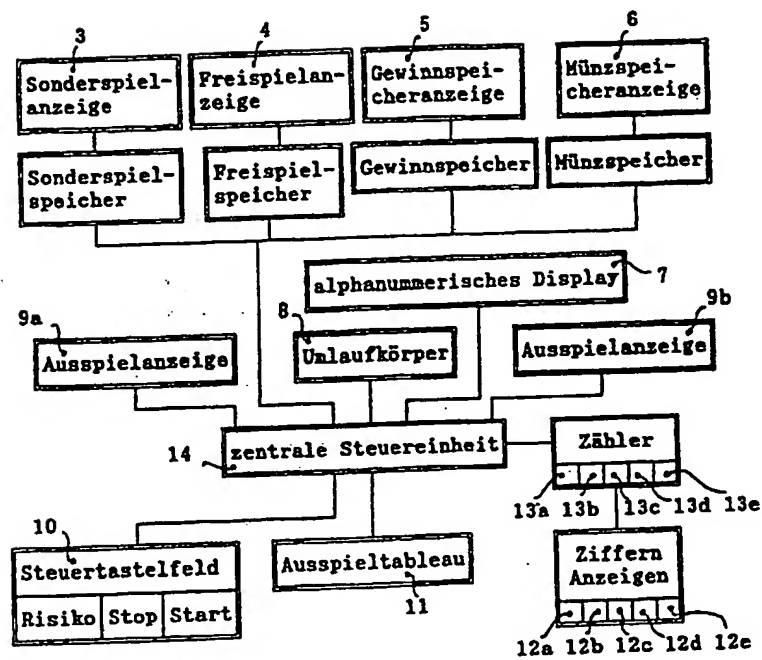 3
4
5
6
Sonderspiel-
anzeige
Freispielan-
zeige
Gewinnspei-
cheranzeige
Münzspei-
cheranzeige
Sonderspiel-
speicher
Freispiel-
speicher
Gewinnspeicher
Münzspeicher
alphanummerisches Display
7
9a
8
9b
Ausspielanzeige
Umlaufkörper
Ausspielanzeige
14
zentrale Steuereinheit
Zähler
13a 13b 13c 13d 13e
10
Steuertastelfeld
Risiko Stop Start
Ausspieltableau
11
Ziffern
Anzeigen
12a 12b 12c 12d 12e